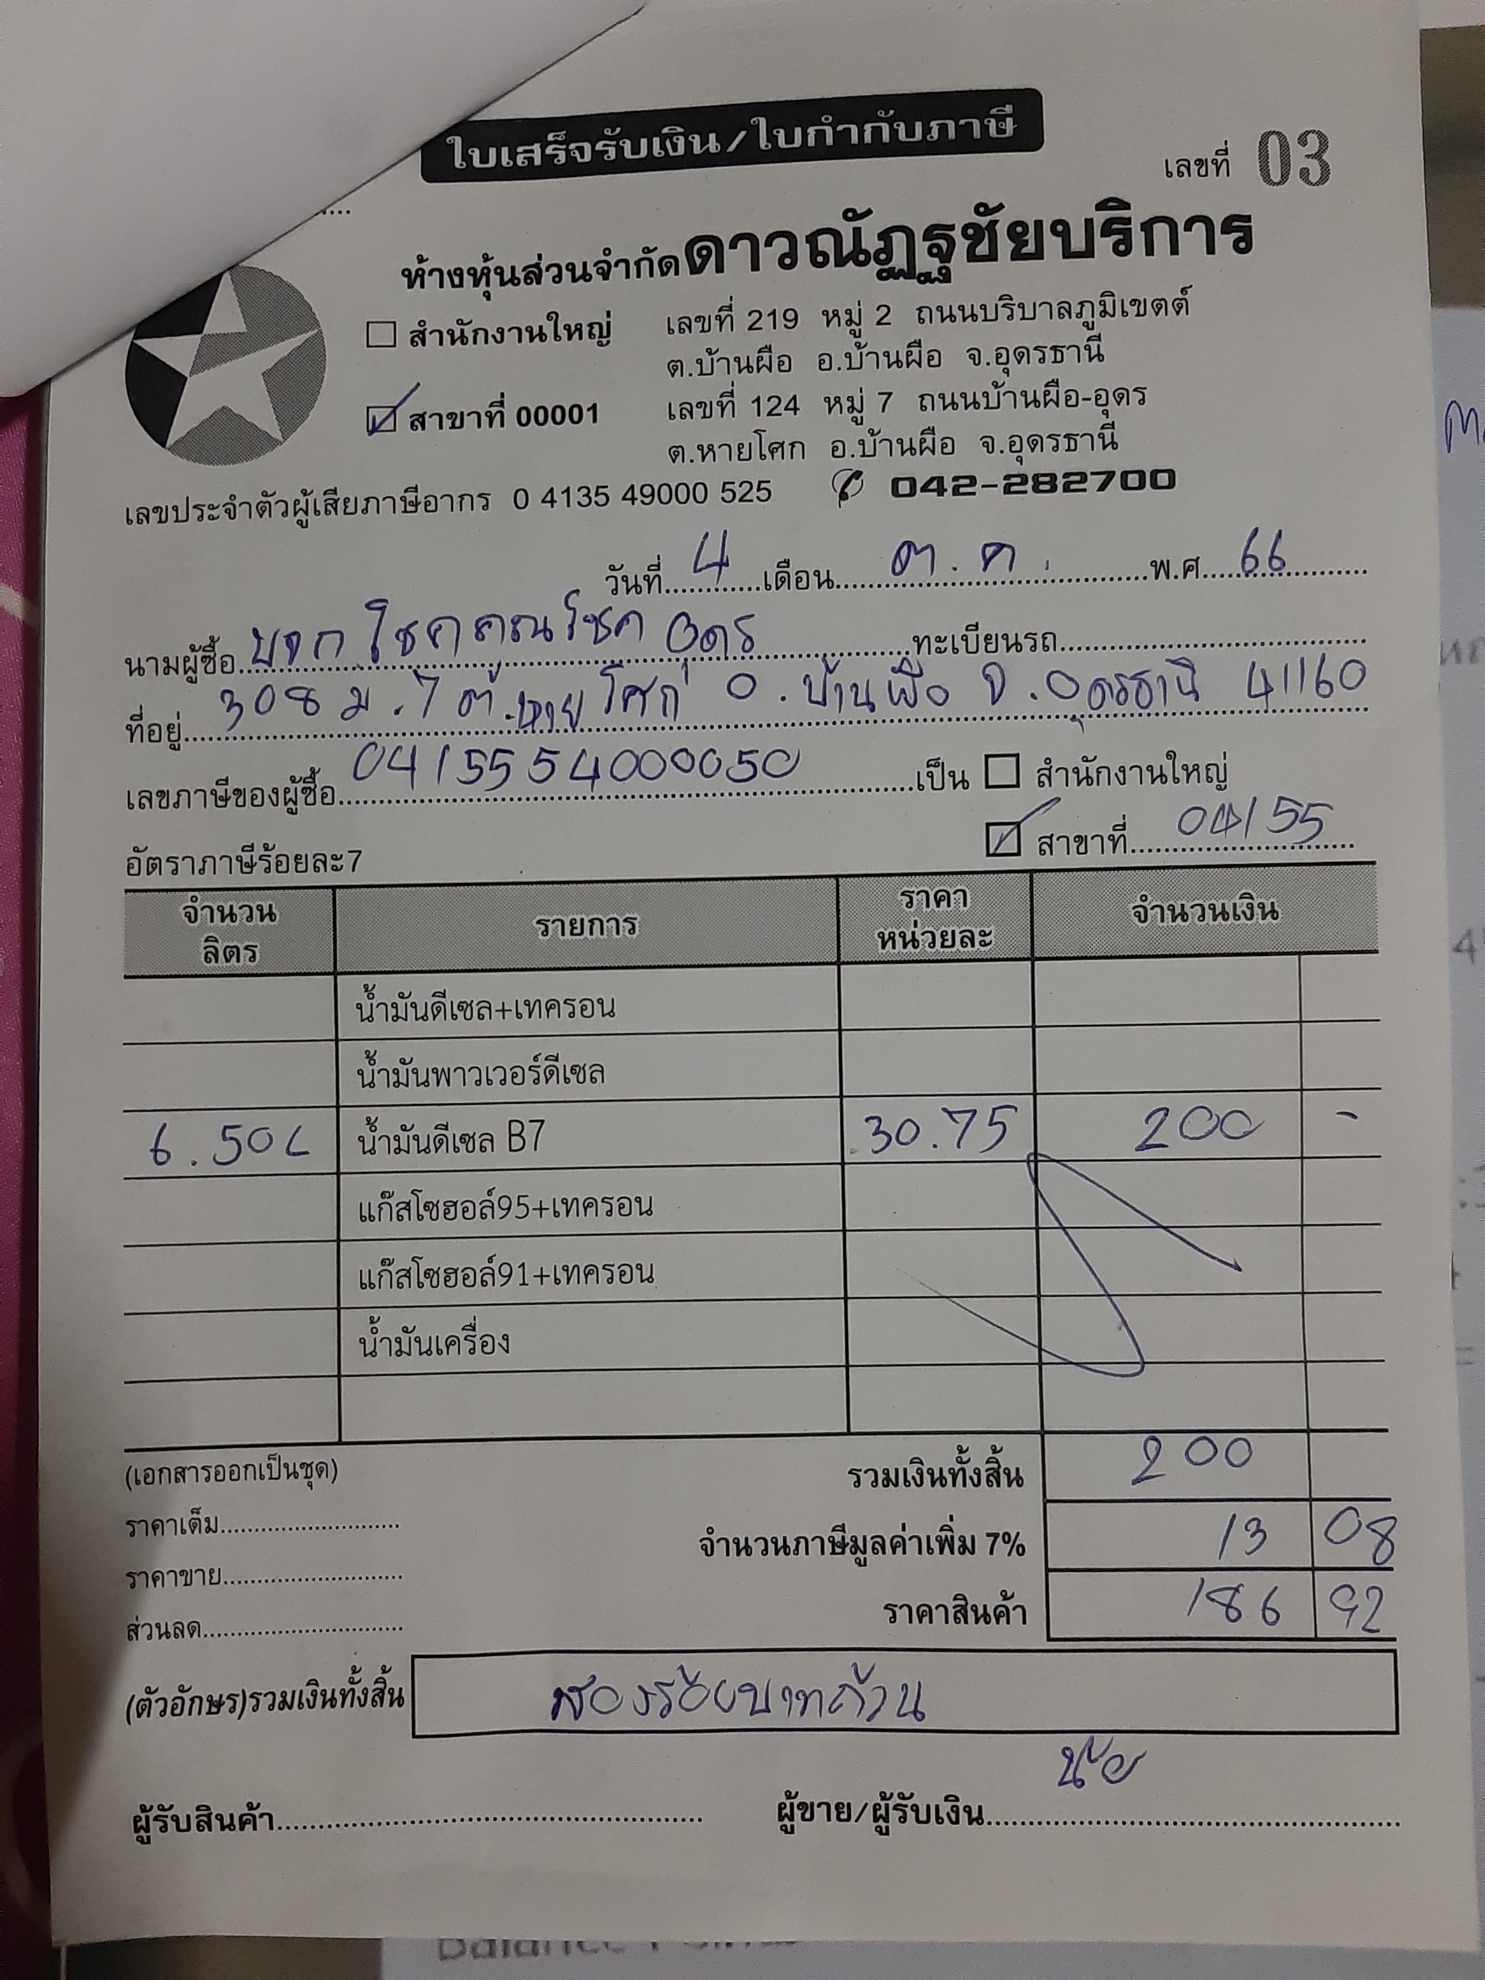 ใบเสร็จรับเงิน/ใบกำกับภาษี
เลขที่ 03
ห้างหุ้นส่วนจำกัดดาวณัฏฐชัยบริการ
สำนักงานใหญ่ เลขที่ 219 หมู่ 2 ถนนบริบาลภูมิเขตต์
ต.บ้านผือ อ.บ้านผือ จ.อุดรธานี
สาขาที่ 00001 เลขที่ 124 หมู่ 7 ถนนบ้านผือ-อุดร
ต.หายโศก อ.บ้านผือ จ.อุดรธานี
เลขประจำตัวผู้เสียภาษีอากร 0 4135 49000 525 042-282700
วันที่ 4 เดือน ต.ค. พ.ศ. 66
นามผู้ซื้อ บจก โชคคูณโชค อุดร ทะเบียนรถ
ที่อยู่ 308 ม.7 ต.หายโศก อ.บ้านผือ จ.อุดรธานี 41160
เลขภาษีของผู้ซื้อ 0415554000050 เป็น สำนักงานใหญ่
อัตราภาษีร้อยละ7 สาขาที่ 04155
จำนวนลิตร รายการ ราคาหน่วยละ จำนวนเงิน
น้ำมันดีเซล+เทครอน
น้ำมันพาวเวอร์ดีเซล
6.50L น้ำมันดีเซล B7 30.75 200 -
แก๊สโซฮอล์95+เทครอน
แก๊สโซฮอล์91+เทครอน
น้ำมันเครื่อง
(เอกสารออกเป็นชุด) รวมเงินทั้งสิ้น 200
ราคาเต็ม จำนวนภาษีมูลค่าเพิ่ม 7% 13 08
ราคาขาย
ราคาสินค้า 186 92
ส่วนลด
(ตัวอักษร)รวมเงินทั้งสิ้น สองร้อยบาทถ้วน
ผู้รับสินค้า ผู้ขาย/ผู้รับเงิน